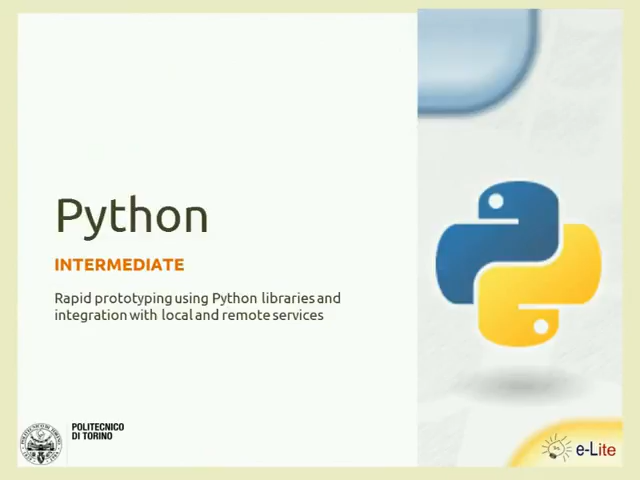 Python
INTERMEDIATE
Rapid prototyping using Python libraries and
integration with local and remote services
POLITECNICO
DI TORINO
e-Lite